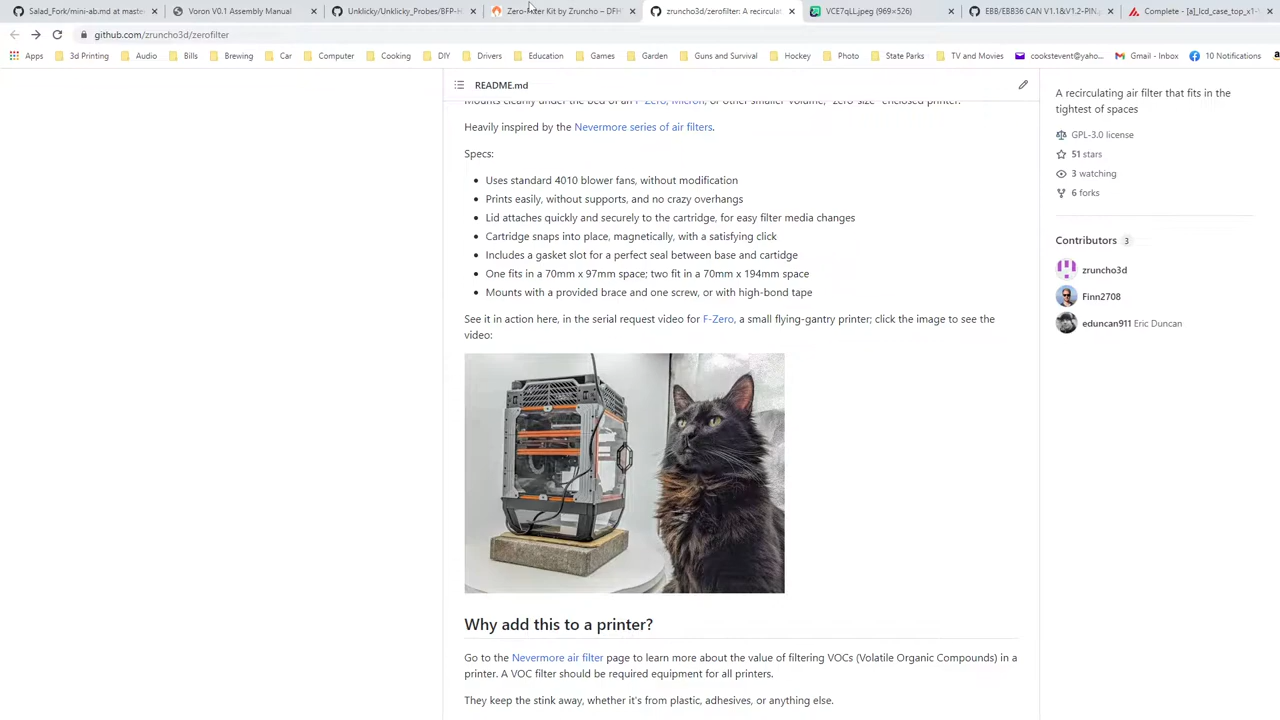 Salad_Fork/mini-ab.md at maste
Voron V0.1 Assembly Manual
Unklicky/Unklicky_Probes/BFP-H
Zero-Filter Kit by Zruncho – DFH
zruncho3d/zerofilter: A recircula
VCE7qLL.jpeg (969×526)
EBB/EBB36 CAN V1.1&V1.2-PIN.
Complete - [a]_lcd_case_top_x1-
github.com/zruncho3d/zerofilter
Apps 3d Printing Audio Bills Brewing Car Computer Cooking DIY Drivers Education Games Garden Guns and Survival Hockey Photo State Parks TV and Movies cookstevent@yaho... Gmail - Inbox 10 Notifications
README.md
Mounts cleanly under the bed of an F-Zero, Micron, or other smaller-volume, "zero-size" enclosed printer.
Heavily inspired by the Nevermore series of air filters.
Specs:
Uses standard 4010 blower fans, without modification
Prints easily, without supports, and no crazy overhangs
Lid attaches quickly and securely to the cartridge, for easy filter media changes
Cartridge snaps into place, magnetically, with a satisfying click
Includes a gasket slot for a perfect seal between base and cartidge
One fits in a 70mm x 97mm space; two fit in a 70mm x 194mm space
Mounts with a provided brace and one screw, or with high-bond tape
See it in action here, in the serial request video for F-Zero, a small flying-gantry printer; click the image to see the
video:
Why add this to a printer?
Go to the Nevermore air filter page to learn more about the value of filtering VOCs (Volatile Organic Compounds) in a
printer. A VOC filter should be required equipment for all printers.
They keep the stink away, whether it's from plastic, adhesives, or anything else.
A recirculating air filter that fits in the
tightest of spaces
GPL-3.0 license
51 stars
3 watching
6 forks
Contributors 3
zruncho3d
Finn2708
eduncan911 Eric Duncan